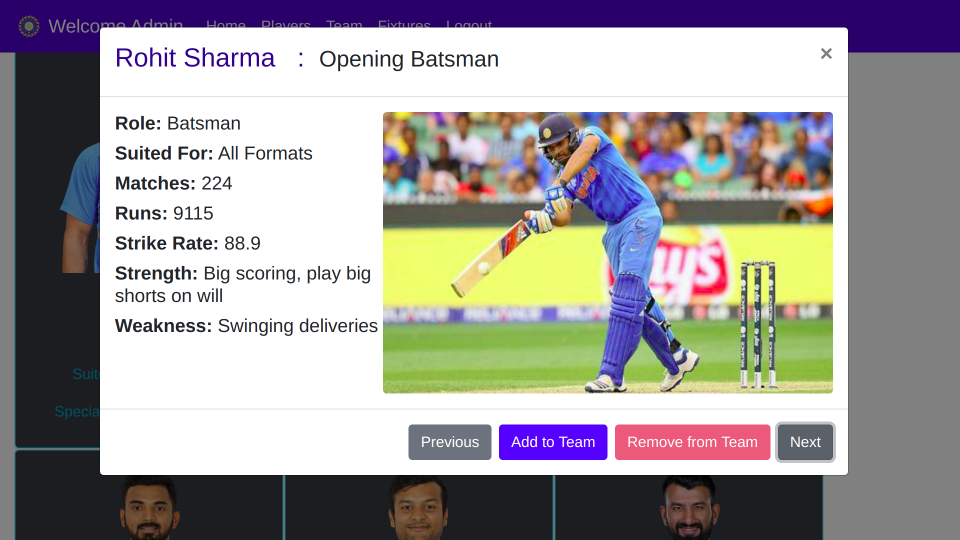 Welcome Admin Home Players Team Fixtures Logout
Rohit Sharma : Opening Batsman ×
Role: Batsman
Suited For: All Formats
Matches: 224
Runs: 9115
Strike Rate: 88.9
Strength: Big scoring, play big
shorts on will
Weakness: Swinging deliveries
Suite
Specia
Previous Add to Team Remove from Team Next